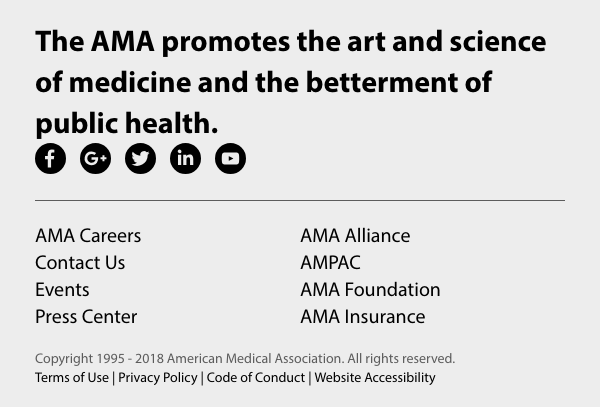 The AMA promotes the art and science
of medicine and the betterment of
public health.
f G+ in
AMA Careers
Contact Us
Events
Press Center
AMA Alliance
AMPAC
AMA Foundation
AMA Insurance
Copyright 1995 - 2018 American Medical Association. All rights reserved.
Terms of Use | Privacy Policy | Code of Conduct | Website Accessibility